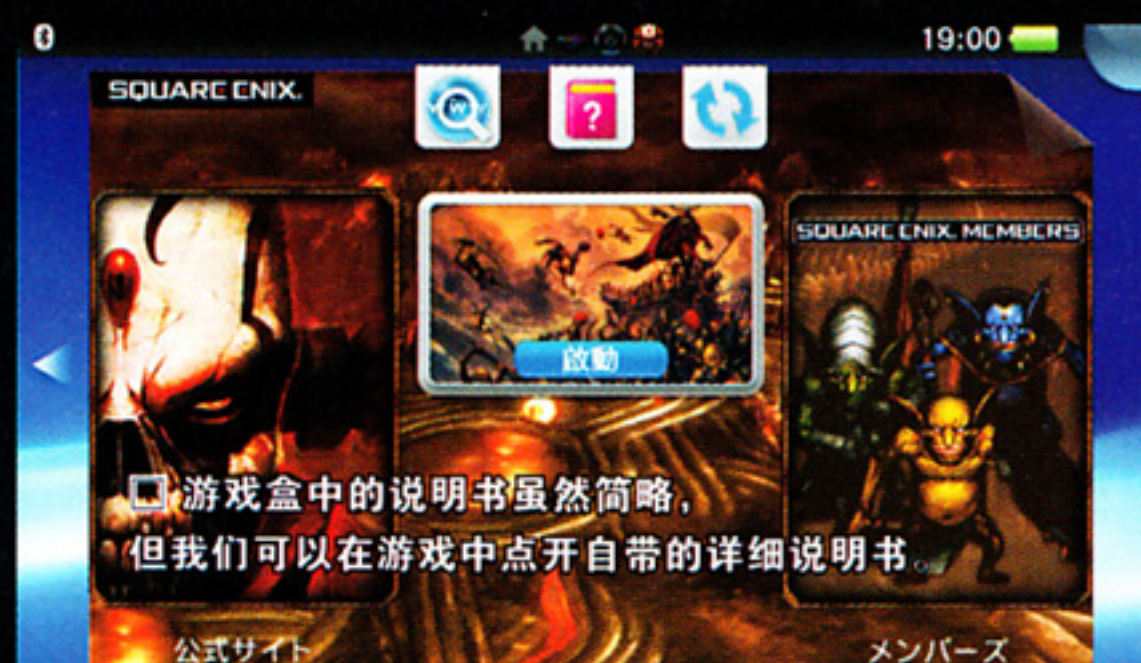 19:00
SQUARE ENIX.
?
SQUARE ENIX. MEMBERS
啟動
游戏盒中的说明书虽然简略，
但我们可以在游戏中点开自带的详细说明书。
公式サイト
メンバーズ